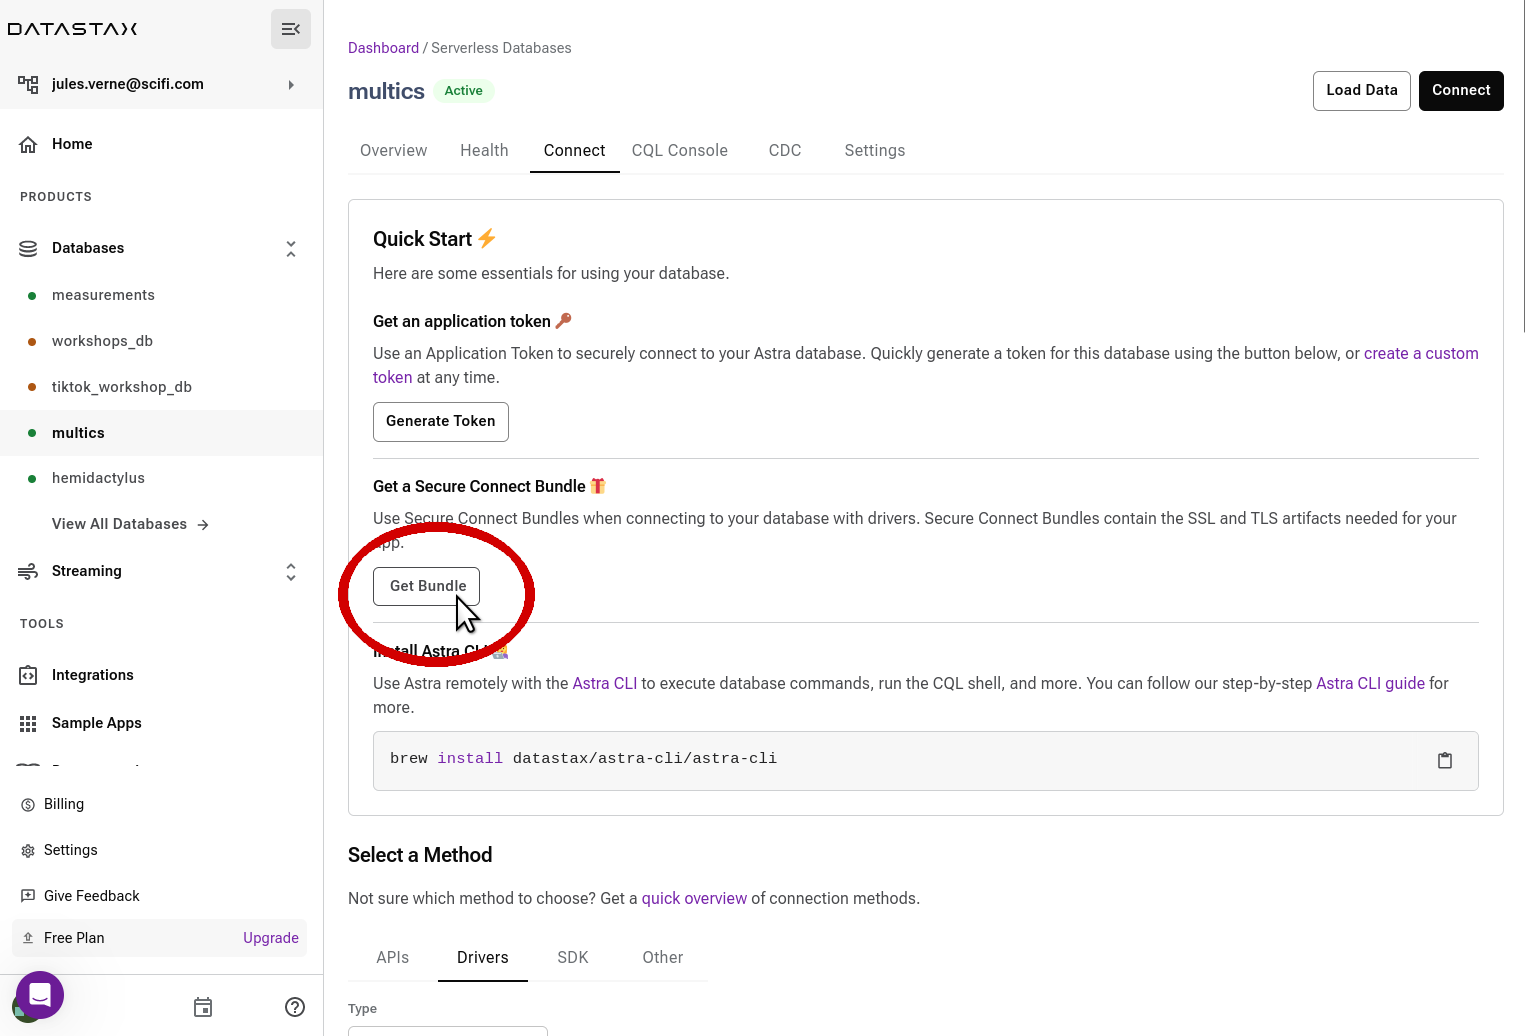 DATASTAX
jules.verne@scifi.com
Home
PRODUCTS
Databases
measurements
workshops_db
tiktok_workshop_db
multics
hemidactylus
View All Databases →
Streaming
TOOLS
Integrations
Sample Apps
Billing
Settings
Give Feedback
Free Plan Upgrade
Dashboard / Serverless Databases
multics Active
Load Data Connect
Overview Health Connect CQL Console CDC Settings
Quick Start ⚡
Here are some essentials for using your database.
Get an application token 🔑
Use an Application Token to securely connect to your Astra database. Quickly generate a token for this database using the button below, or create a custom
token at any time.
Generate Token
Get a Secure Connect Bundle 🎁
Use Secure Connect Bundles when connecting to your database with drivers. Secure Connect Bundles contain the SSL and TLS artifacts needed for your
app.
Get Bundle
Install Astra CLI
Use Astra remotely with the Astra CLI to execute database commands, run the CQL shell, and more. You can follow our step-by-step Astra CLI guide for
more.
brew install datastax/astra-cli/astra-cli
Select a Method
Not sure which method to choose? Get a quick overview of connection methods.
APIs Drivers SDK Other
Type